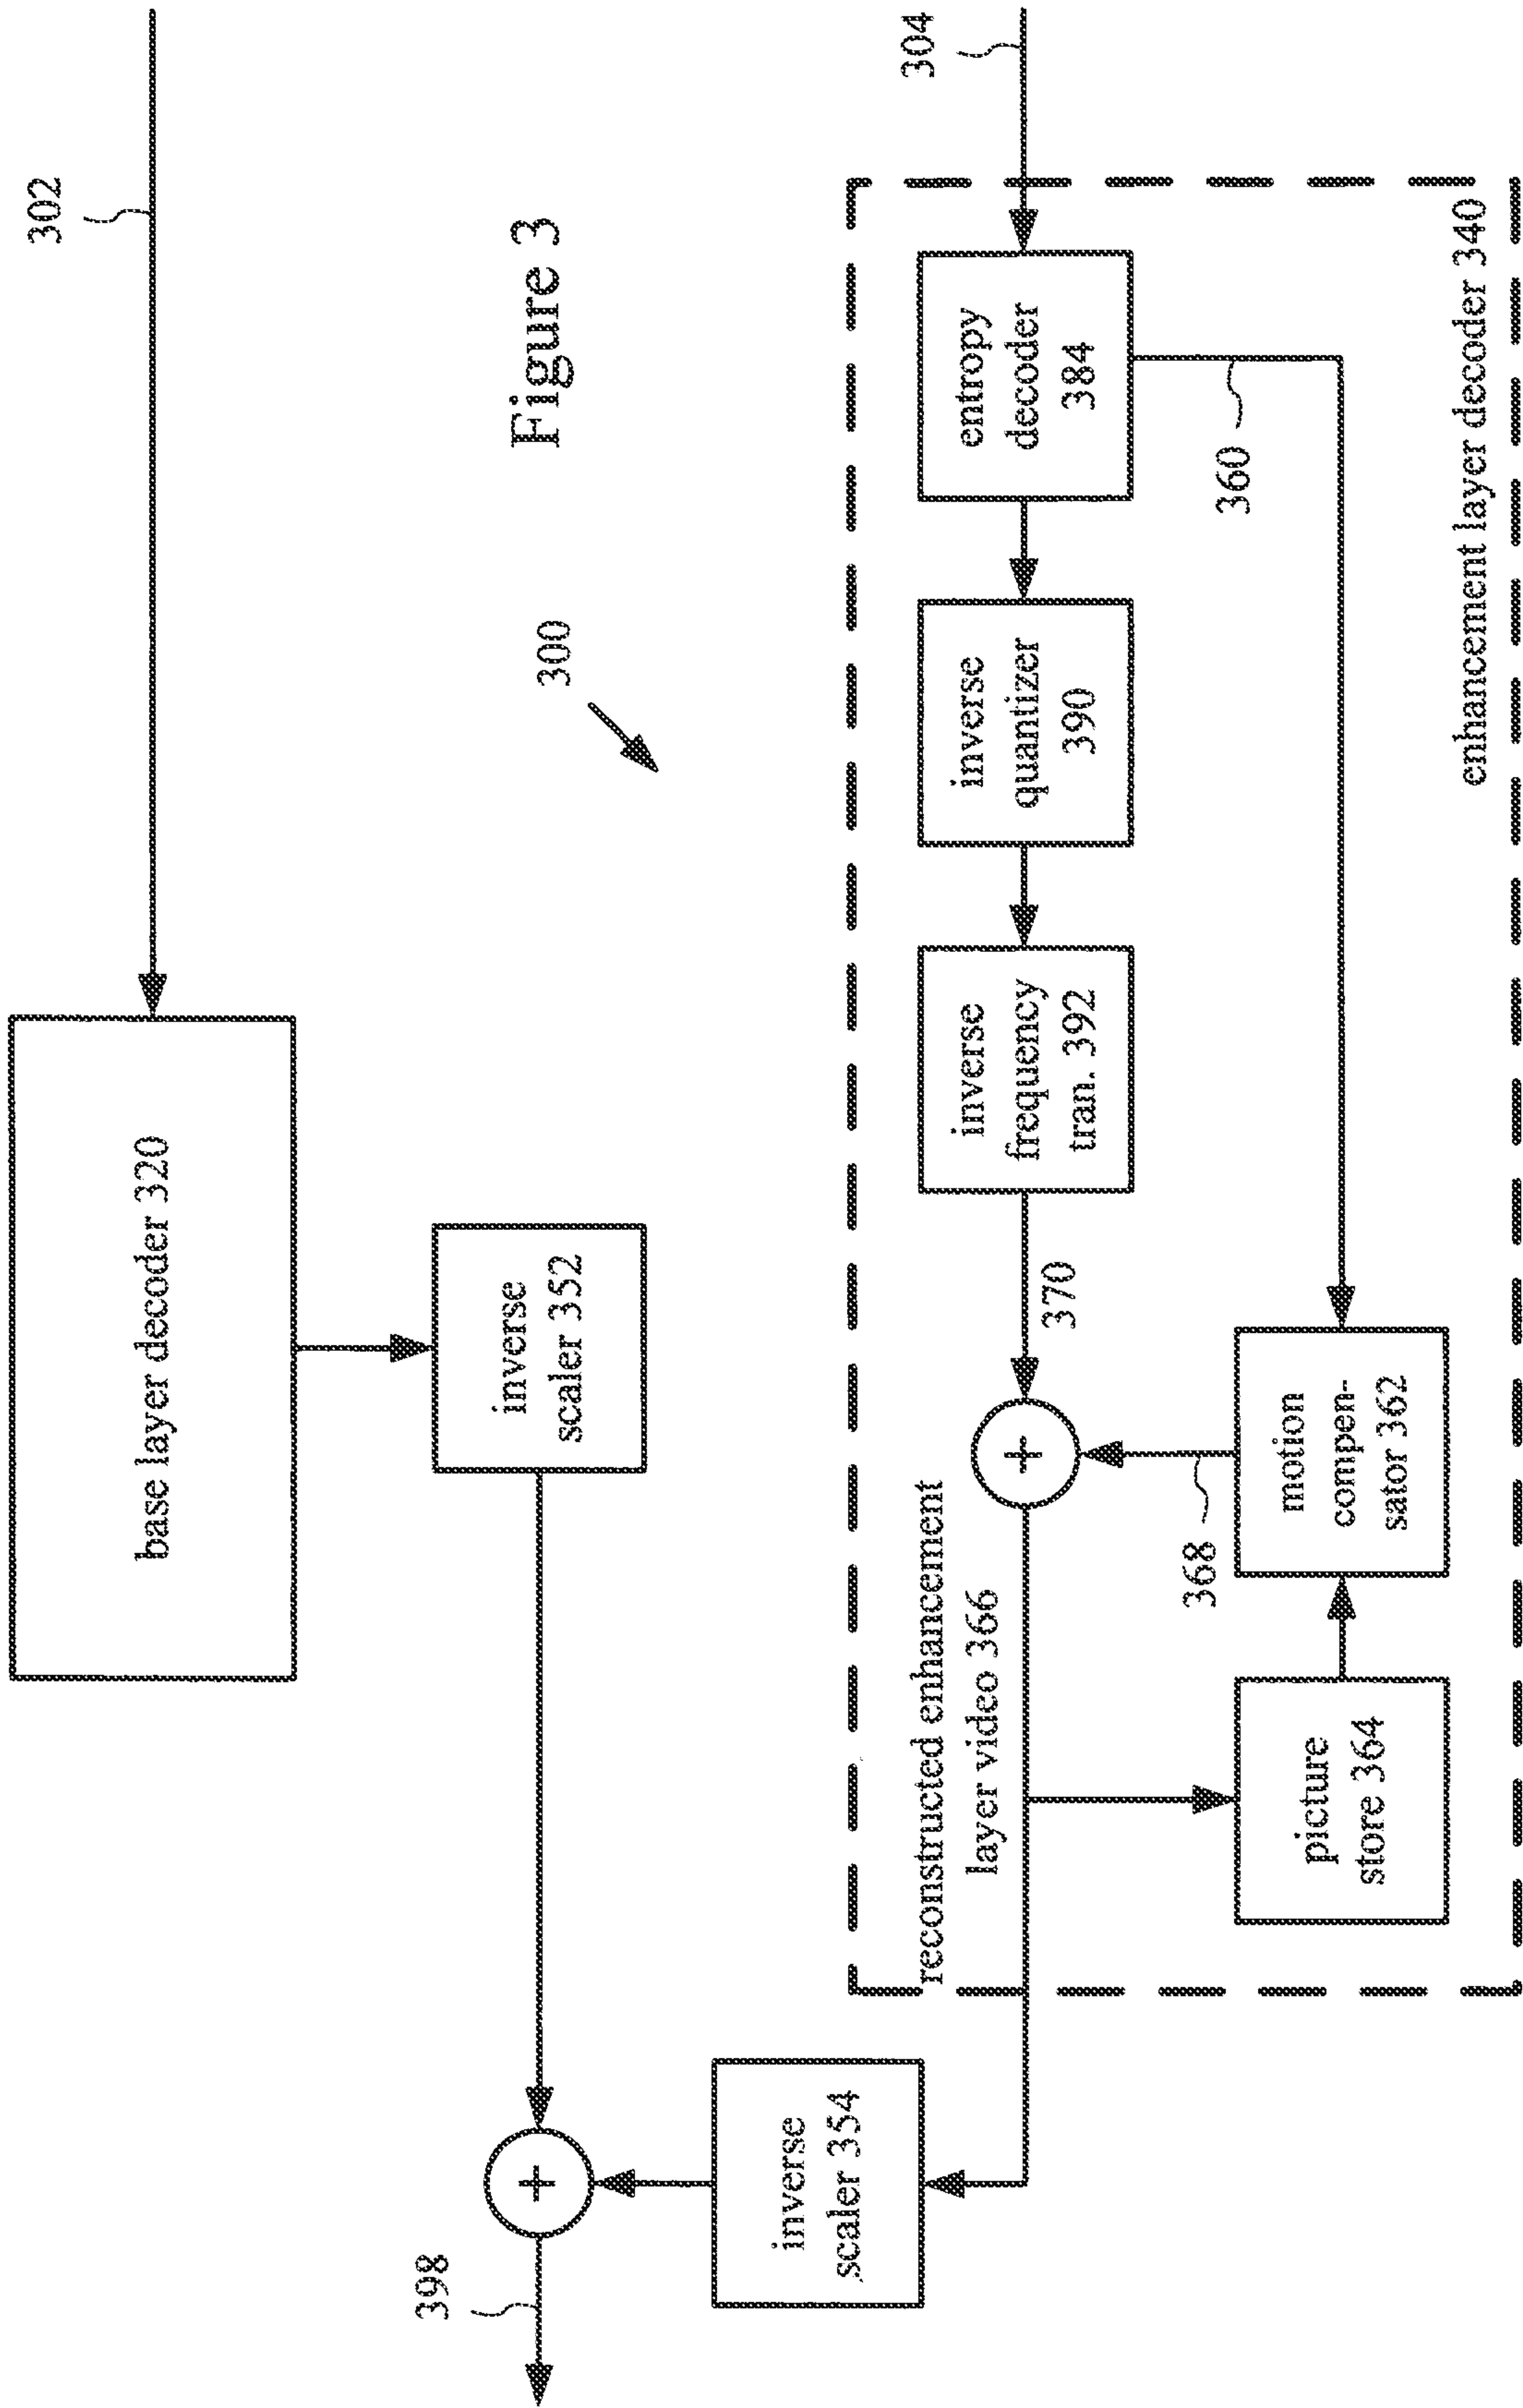 302
base layer decoder 320
inverse
scaler 352
398
Figure 3
300
inverse
scaler 354
304
reconstructed enhancement
layer video 366
+
+
370
inverse
frequency
tran. 392
inverse
quantizer
390
entropy
decoder
384
368
360
picture
store 364
motion
compen-
sator 362
enhancement layer decoder 340